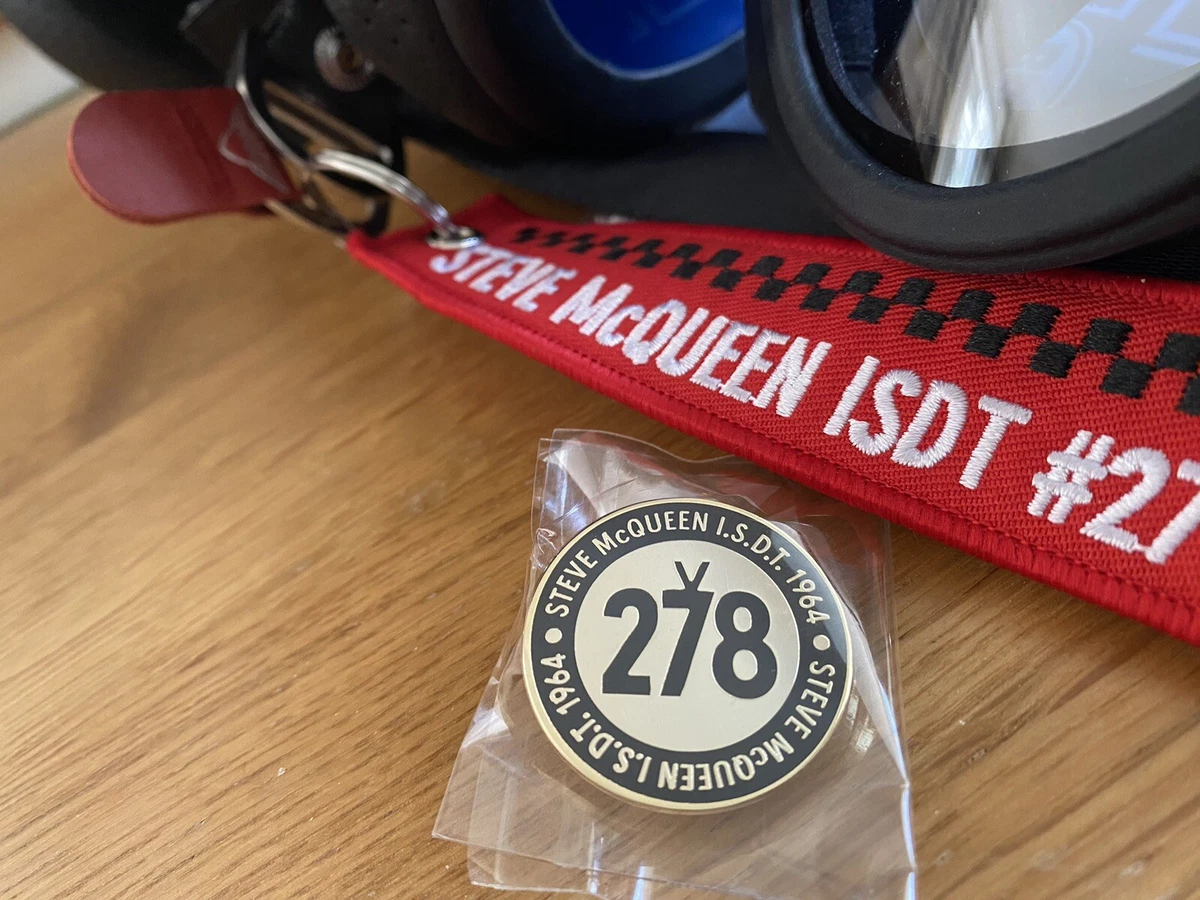 STEVE McQUEEN ISDT #27
STEVE McQUEEN I.S.D.T. 1964 • STEVE McQUEEN I.S.D.T. 1964 •
V
278